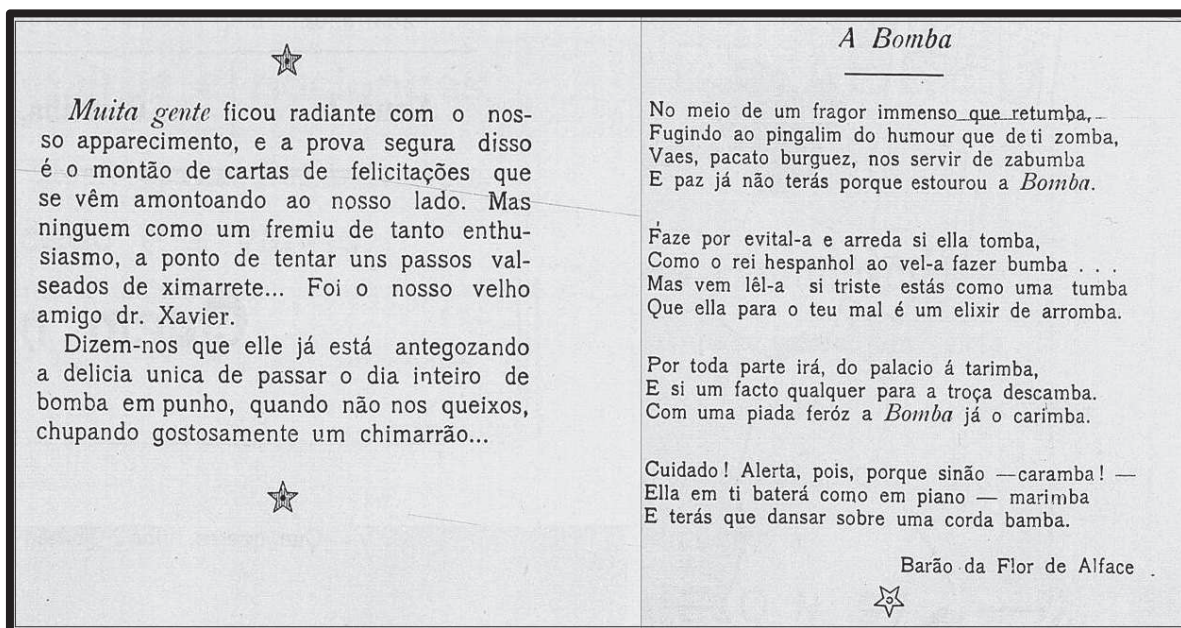 Muita gente ficou radiante com o nos-
so apparecimento, e a prova segura disso
é o montão de cartas de felicitações que
se vêm amontoando ao nosso lado. Mas
ninguem como um fremiu de tanto enthu-
siasmo, a ponto de tentar uns passos val-
seados de ximarrete... Foi o nosso velho
amigo dr. Xavier.
Dizem-nos que elle já está antegozando
a delicia unica de passar o dia inteiro de
bomba em punho, quando não nos queixos,
chupando gostosamente um chimarrão...
A Bomba
No meio de um fragor immenso que retumba,
Fugindo ao pingalim do humour que de ti zomba,
Vaes, pacato burguez, nos servir de zabumba
E paz já não terás porque estourou a Bomba.
Faze por evital-a e arreda si ella tomba,
Como o rei hespanhol ao vel-a fazer bumba . . .
Mas vem lêl-a si triste estás como uma tumba
Que ella para o teu mal é um elixir de arromba.
Por toda parte irá, do palacio á tarimba,
E si um facto qualquer para a troça descamba.
Com uma piada feróz a Bomba já o carimba.
Cuidado ! Alerta, pois, porque sinão —caramba ! —
Ella em ti baterá como em piano — marimba
E terás que dansar sobre uma corda bamba.
Barão da Flor de Alface